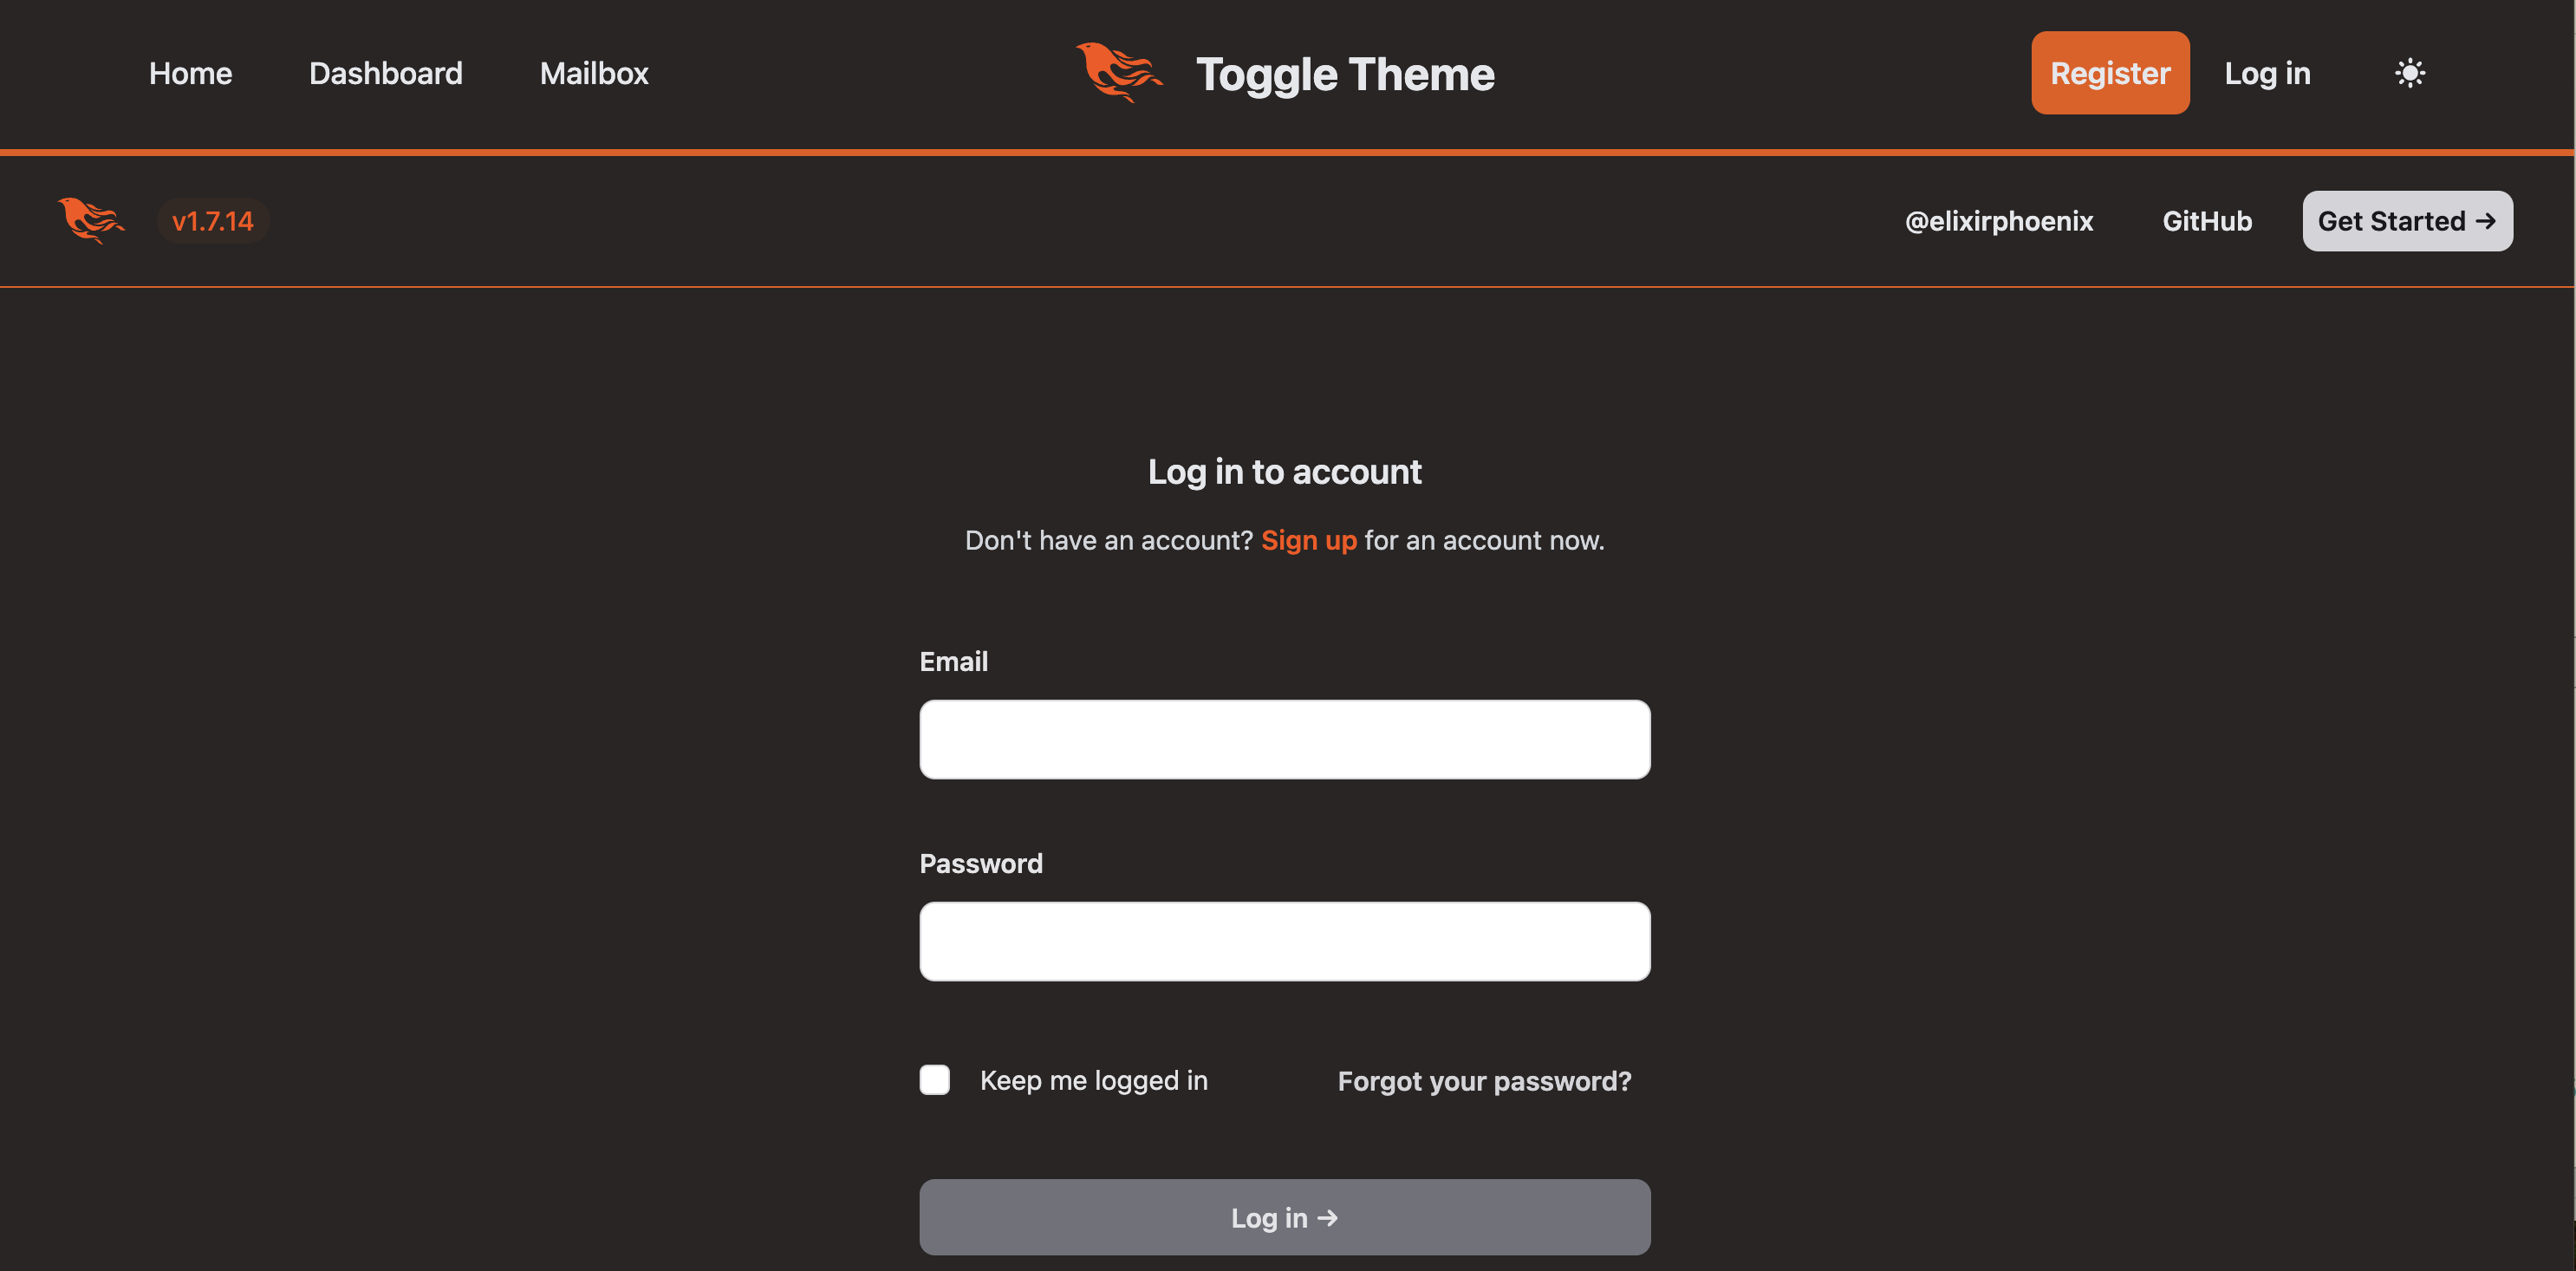 Home Dashboard Mailbox Toggle Theme Register Log in
v1.7.14 @elixirphoenix GitHub Get Started →
Log in to account
Don't have an account? Sign up for an account now.
Email
Password
Keep me logged in Forgot your password?
Log in →